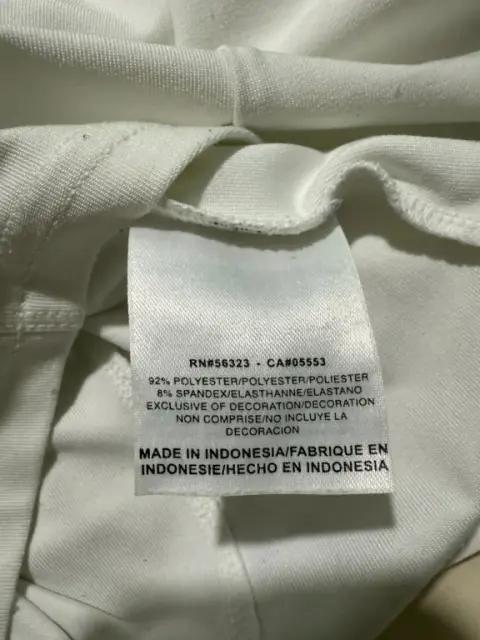 RN#56323 - CA#05553
92% POLYESTER/POLYESTER/POLIESTER
8% SPANDEX/ELASTHANNE/ELASTANO
EXCLUSIVE OF DECORATION/DECORATION
NON COMPRISE/NO INCLUYE LA
DECORACION
MADE IN INDONESIA/FABRIQUE EN
INDONESIE/HECHO EN INDONESIA